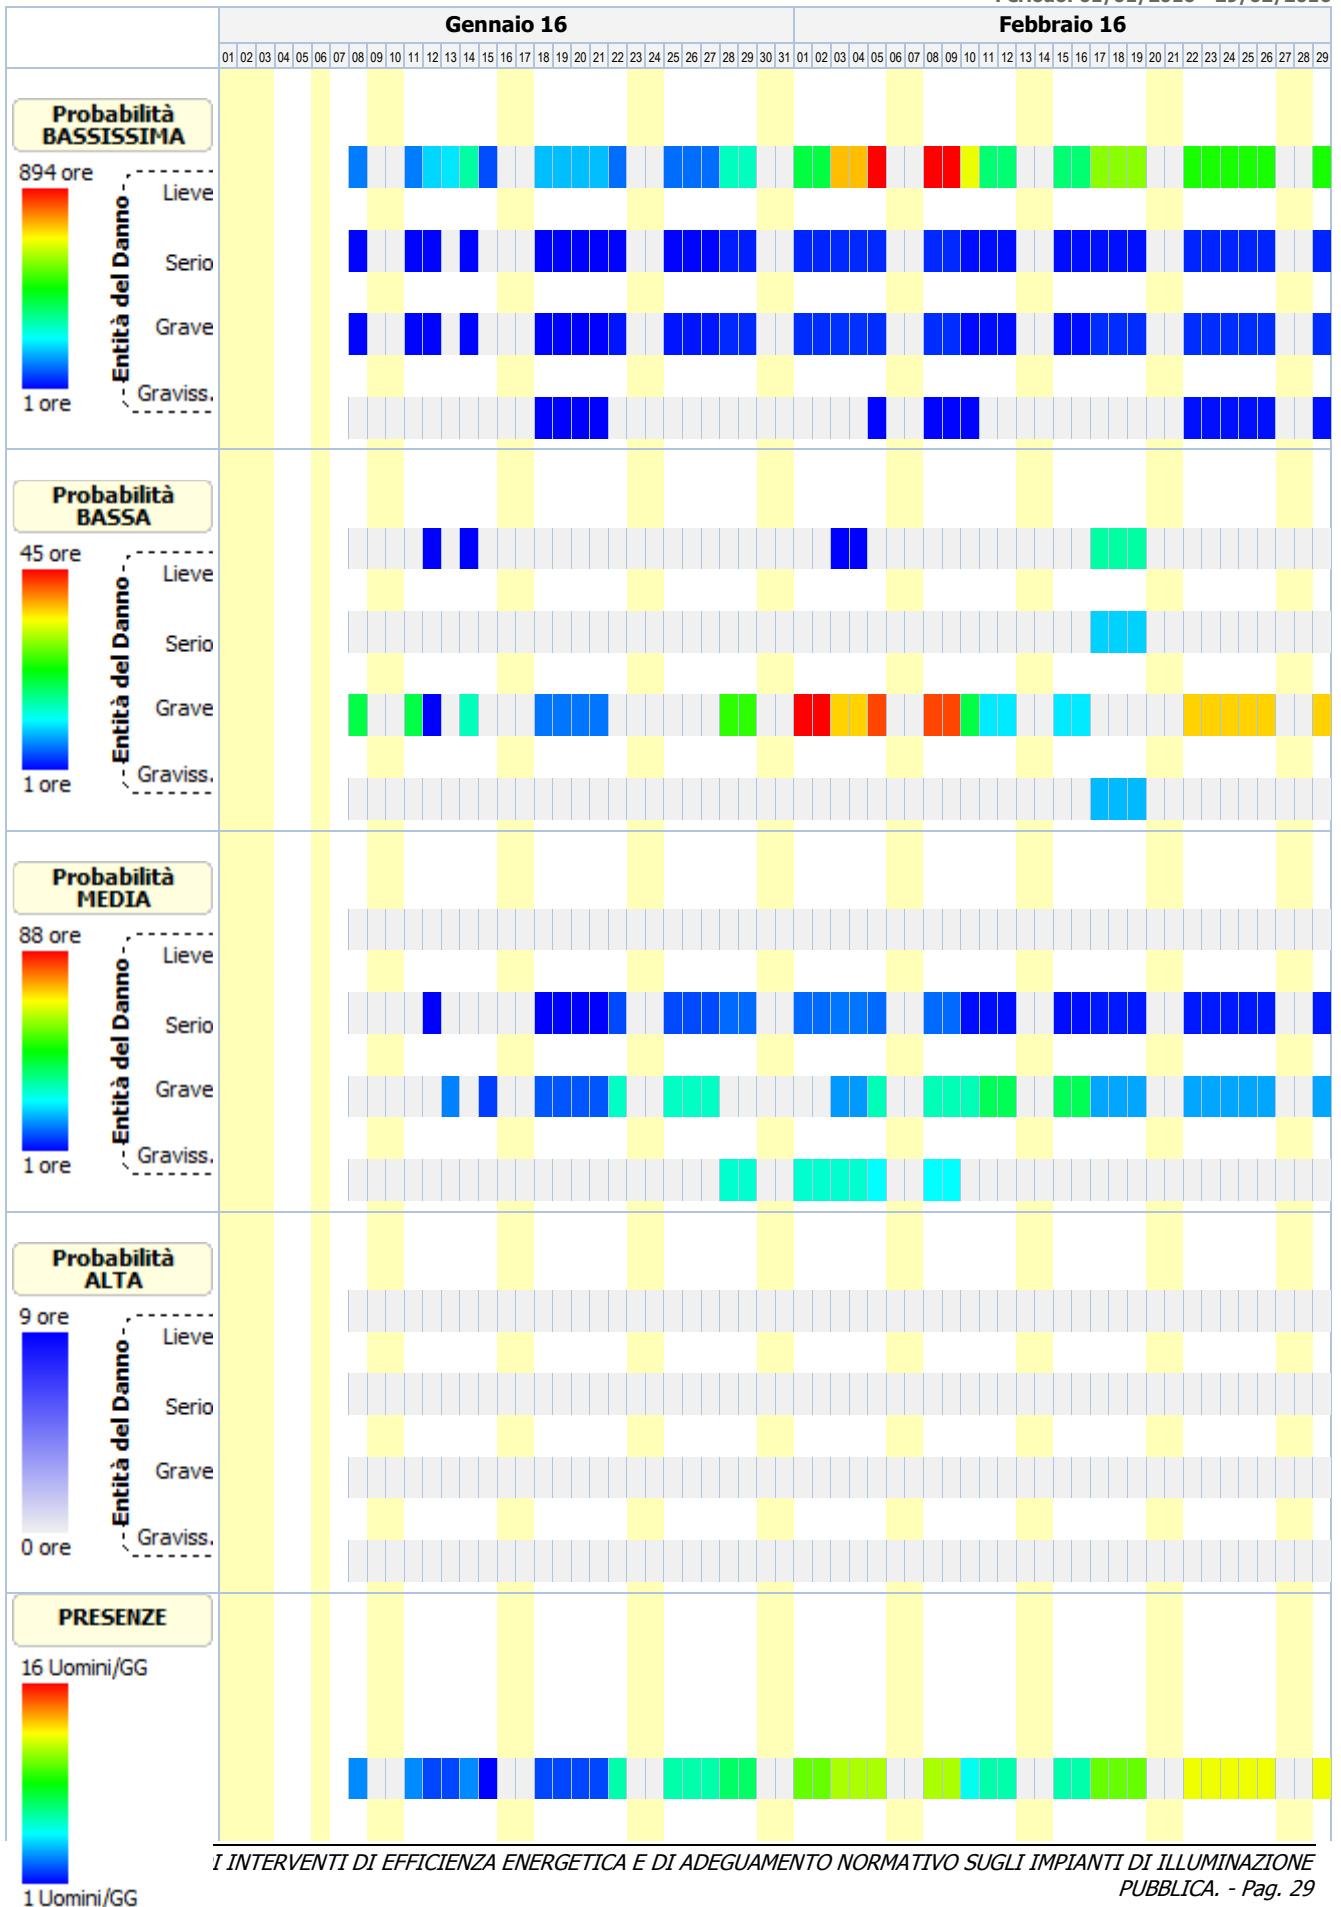 Periodo: 01/01/2016 - 29/02/2016
Gennaio 16 Febbraio 16
01 02 03 04 05 06 07 08 09 10 11 12 13 14 15 16 17 18 19 20 21 22 23 24 25 26 27 28 29 30 31 01 02 03 04 05 06 07 08 09 10 11 12 13 14 15 16 17 18 19 20 21 22 23 24 25 26 27 28 29
Probabilità
BASSISSIMA
894 ore
Entità del Danno
Lieve
Serio
Grave
Graviss.
1 ore
Probabilità
BASSA
45 ore
Entità del Danno
Lieve
Serio
Grave
Graviss.
1 ore
Probabilità
MEDIA
88 ore
Entità del Danno
Lieve
Serio
Grave
Graviss.
1 ore
Probabilità
ALTA
9 ore
Entità del Danno
Lieve
Serio
Grave
Graviss.
0 ore
PRESENZE
16 Uomini/GG
1 Uomini/GG
I INTERVENTI DI EFFICIENZA ENERGETICA E DI ADEGUAMENTO NORMATIVO SUGLI IMPIANTI DI ILLUMINAZIONE
PUBBLICA. - Pag. 29